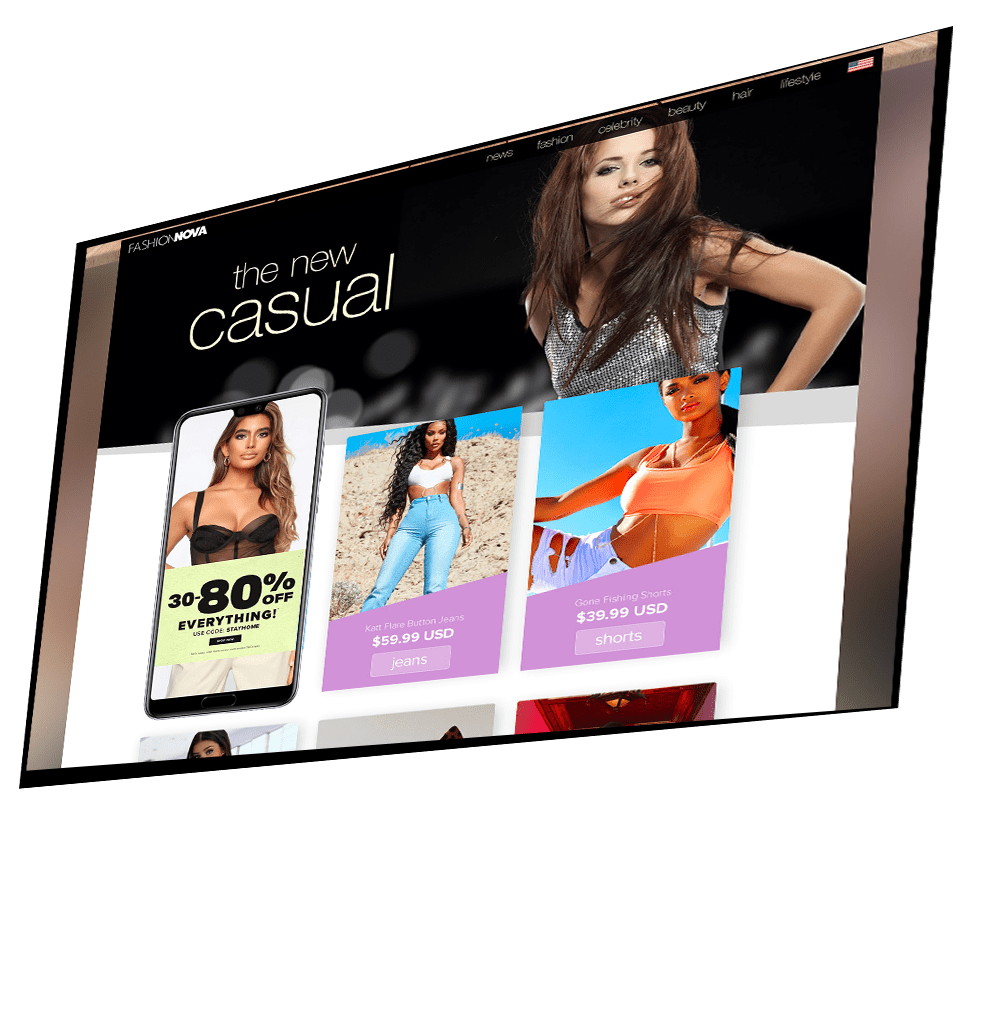 news fashion celebrity beauty hair lifestyle
FASHIONNOVA
the new
casual
30-80% OFF
EVERYTHING!
USE CODE: STAYHOME
SHOP NOW
Katt Flare Button Jeans
$59.99 USD
jeans
Gone Fishing Shorts
$39.99 USD
shorts